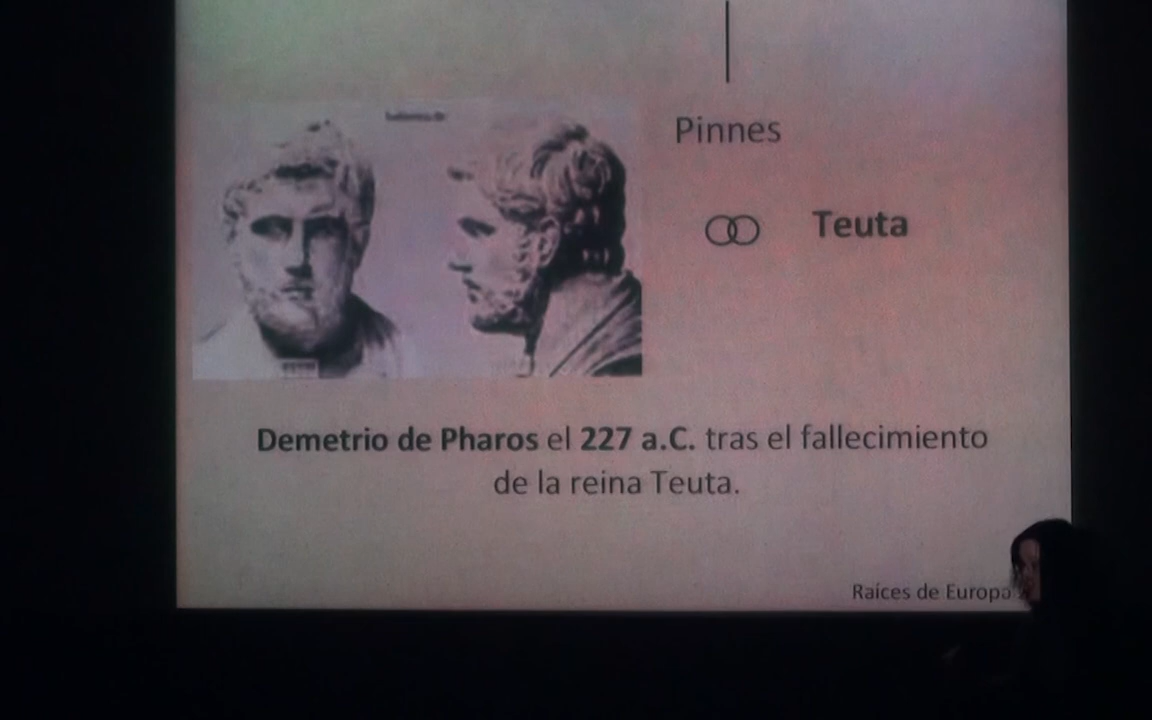 Pinnes
Teuta
Demetrio de Pharos el 227 a.C. tras el fallecimiento
de la reina Teuta.
Raíces de Europa